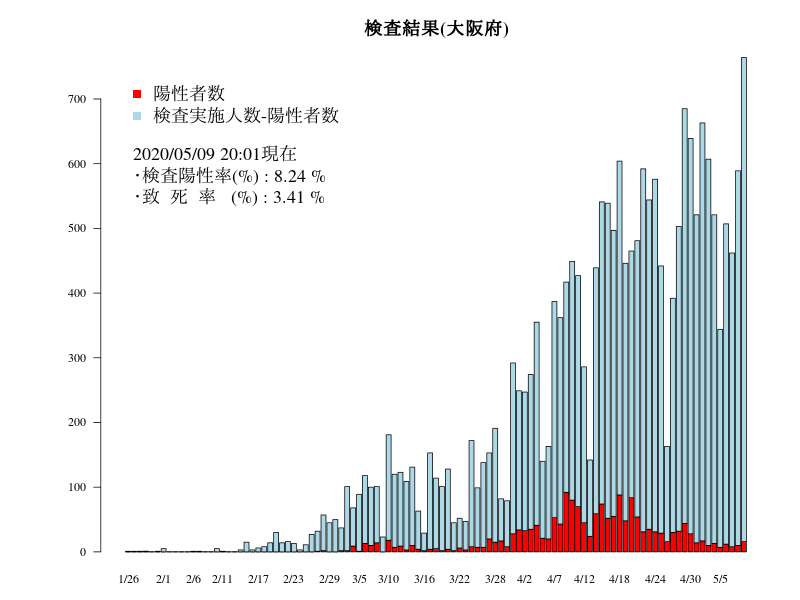 検査結果(大阪府)
陽性者数
検査実施人数-陽性者数
2020/05/09 20:01現在
・検査陽性率(%) : 8.24 %
・致 死 率 (%) : 3.41 %
700
600
500
400
300
200
100
0
1/26 2/1 2/6 2/11 2/17 2/23 2/29 3/5 3/10 3/16 3/22 3/28 4/2 4/7 4/12 4/18 4/24 4/30 5/5